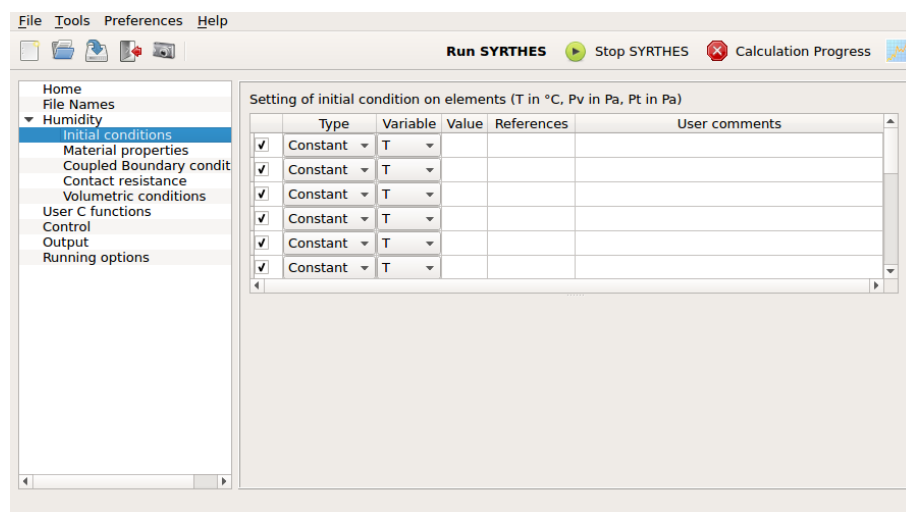 File Tools Preferences Help
Run SYRTHES Stop SYRTHES Calculation Progress
Home
File Names
Humidity
Initial conditions
Material properties
Coupled Boundary condit
Contact resistance
Volumetric conditions
User C functions
Control
Output
Running options
Setting of initial condition on elements (T in °C, Pv in Pa, Pt in Pa)
Type Variable Value References User comments
Constant T
Constant T
Constant T
Constant T
Constant T
Constant T